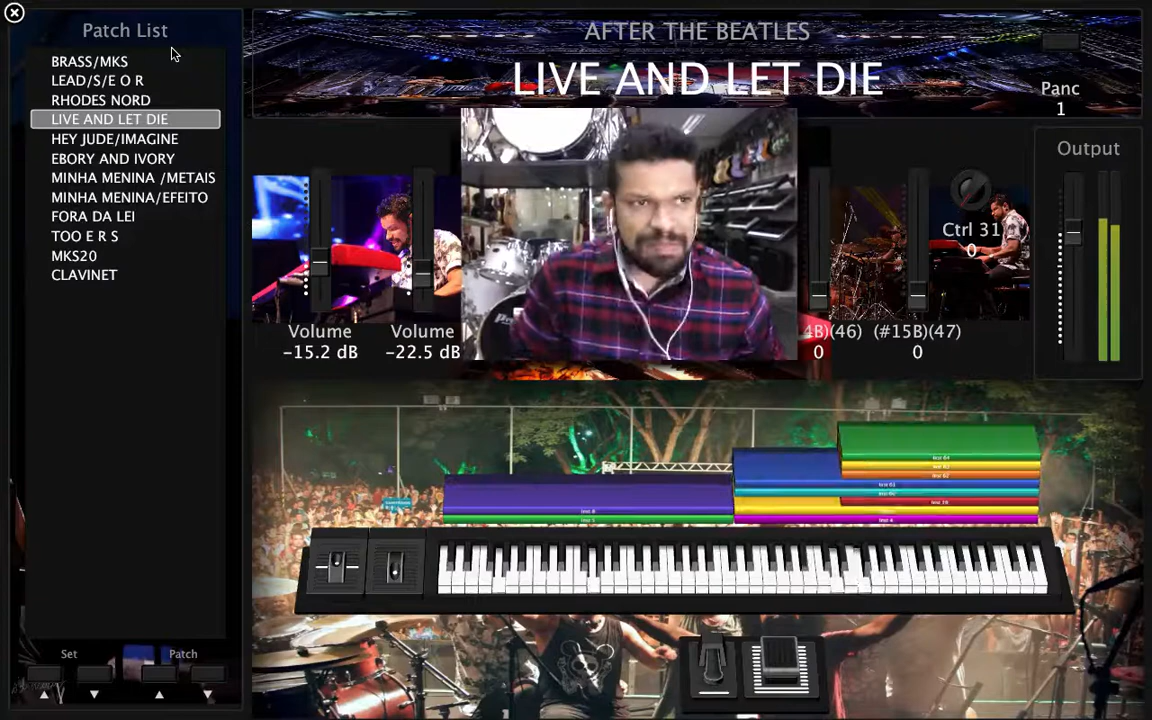 Patch List
BRASS/MKS
LEAD/S/E O R
RHODES NORD
LIVE AND LET DIE
HEY JUDE/IMAGINE
EBORY AND IVORY
MINHA MENINA /METAIS
MINHA MENINA/EFEITO
FORA DA LEI
TOO E R S
MKS20
CLAVINET
Set
Patch
AFTER THE BEATLES
LIVE AND LET DIE
Panc
1
Output
Ctrl 31
0
Volume
-15.2 dB
Volume
-22.5 dB
4B)(46)
0
(#15B)(47)
0